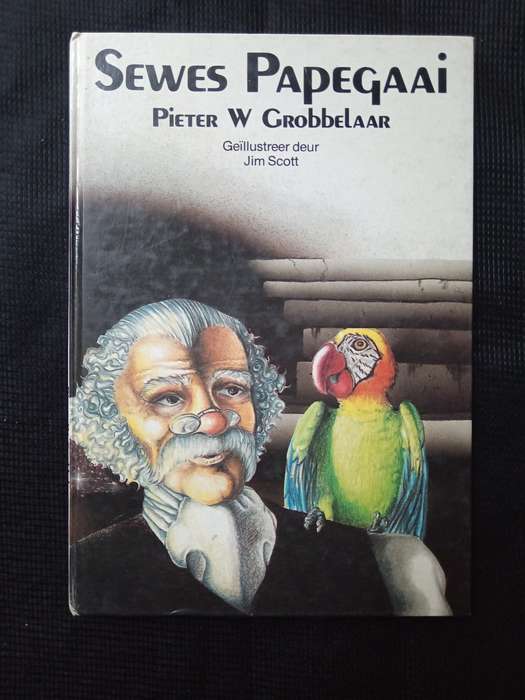 Sewes Papegaai
Pieter W Grobbelaar
Geïllustreer deur
Jim Scott